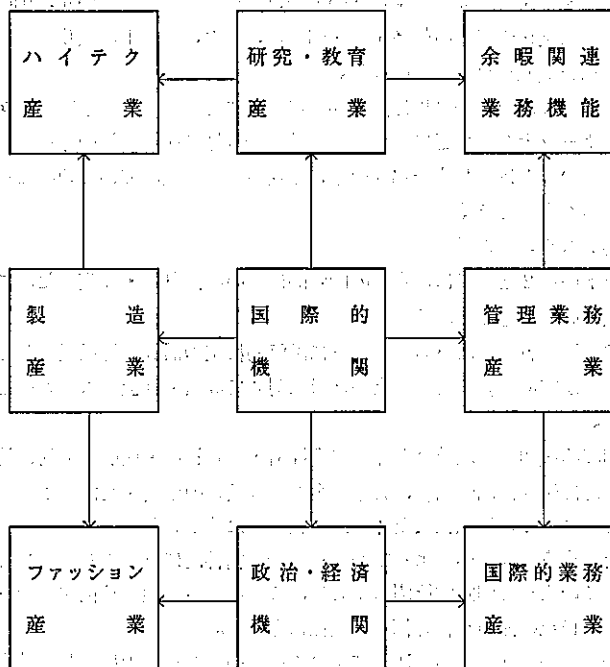 ハイテク
産業
研究・教育
産業
余暇関連
業務機能
製造
産業
国際的
機関
管理業務
産業
ファッション
産業
政治・経済
機関
国際的業務
産業